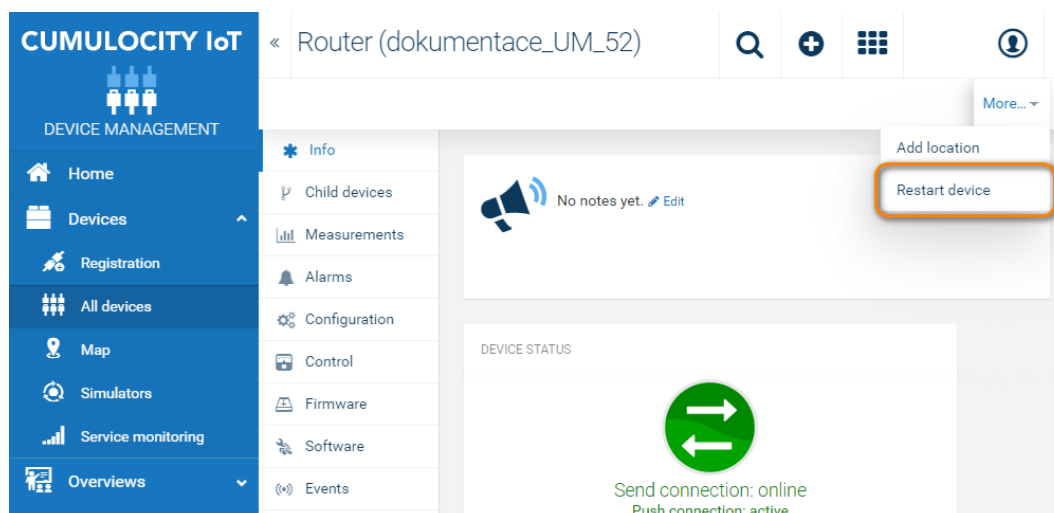 CUMULOCITY IoT
DEVICE MANAGEMENT
Home
Devices
Registration
All devices
Map
Simulators
Service monitoring
Overviews
« Router (dokumentace_UM_52)
More...
Add location
Restart device
Info
Child devices
Measurements
Alarms
Configuration
Control
Firmware
Software
Events
No notes yet. Edit
DEVICE STATUS
Send connection: online
Push connection: active